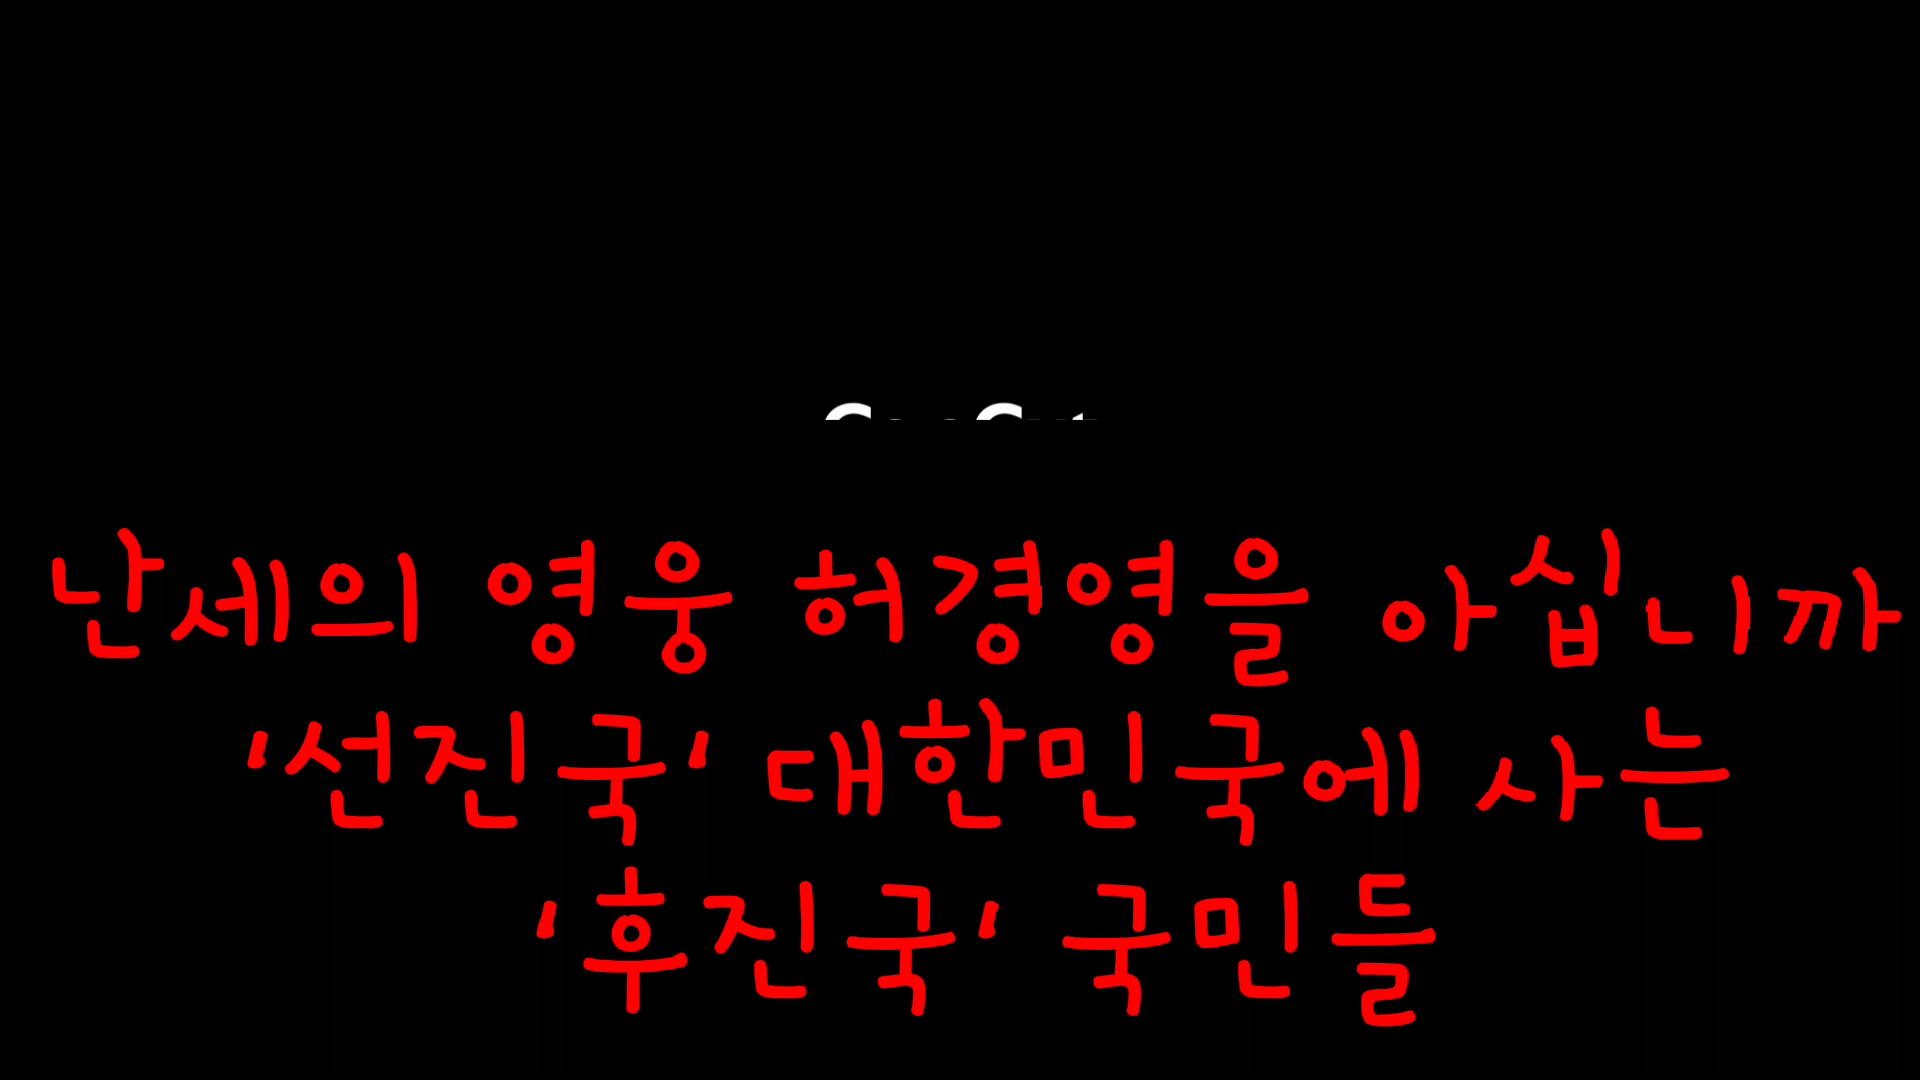 난세의 영웅 허경영을 아십니까
'선진국' 대한민국에 사는
'후진국' 국민들